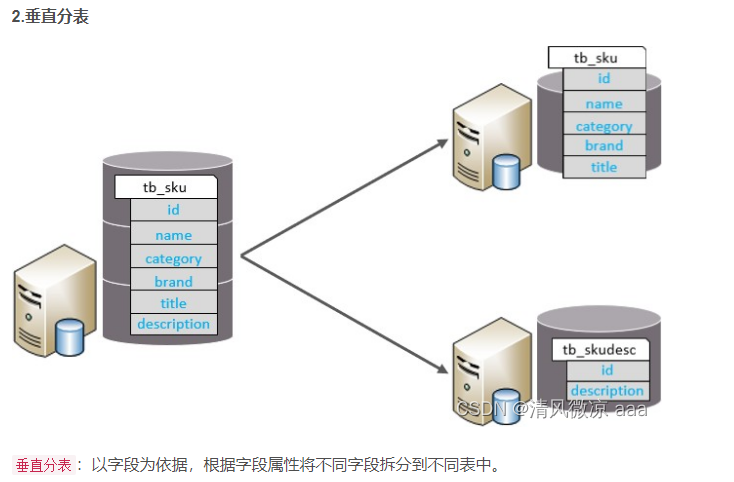 2.垂直分表
tb_sku
id
name
category
brand
title
description
tb_sku
id
name
category
brand
title
tb_skudesc
id
description
CSDN @清风微凉 aaa
垂直分表：以字段为依据，根据字段属性将不同字段拆分到不同表中。